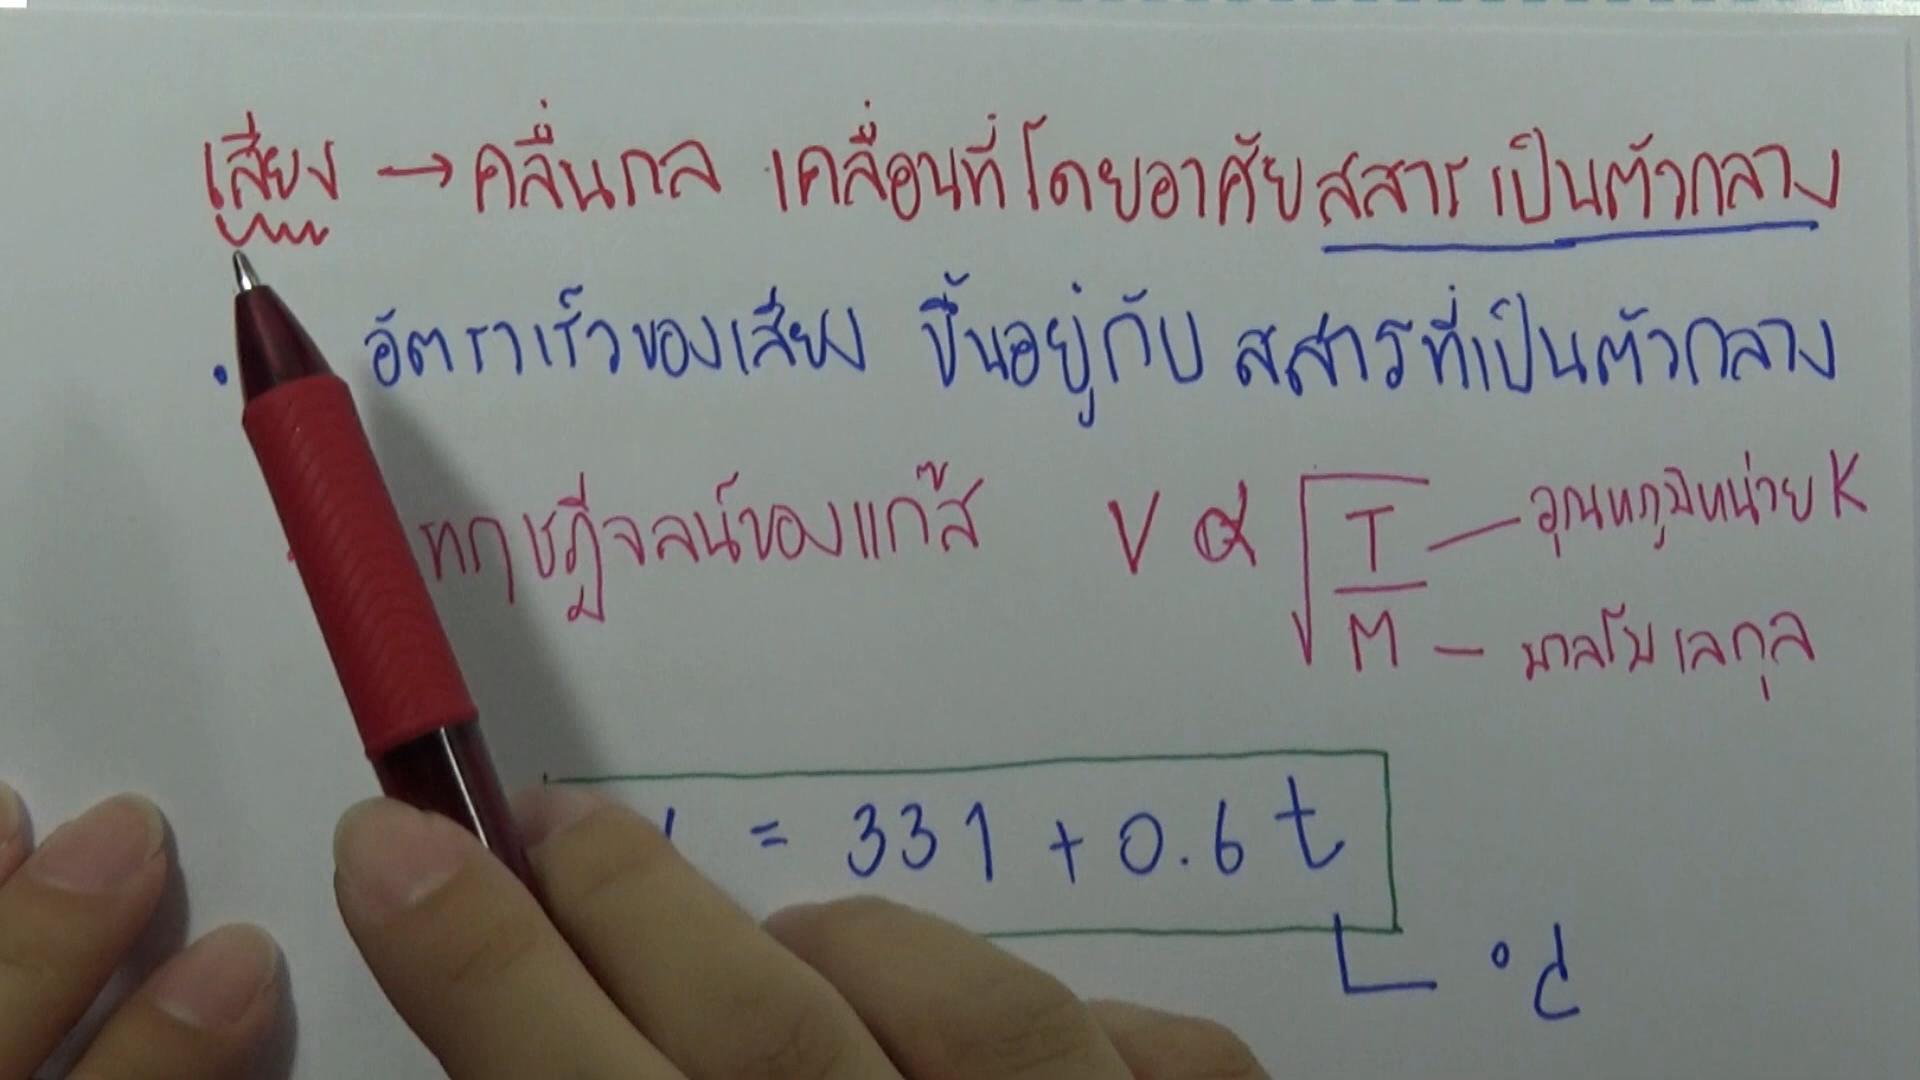 เสียง → คลื่นกล เคลื่อนที่โดยอาศัยสสารเป็นตัวกลาง
• อัตราเร็วของเสียง ขึ้นอยู่กับ สสารที่เป็นตัวกลาง
ทฤษฎีจลน์ของแก๊ส v ∝ √(T/M)
T — อุณหภูมิหน่วย K
M — มวลโมเลกุล
= 331 + 0.6 t
°C